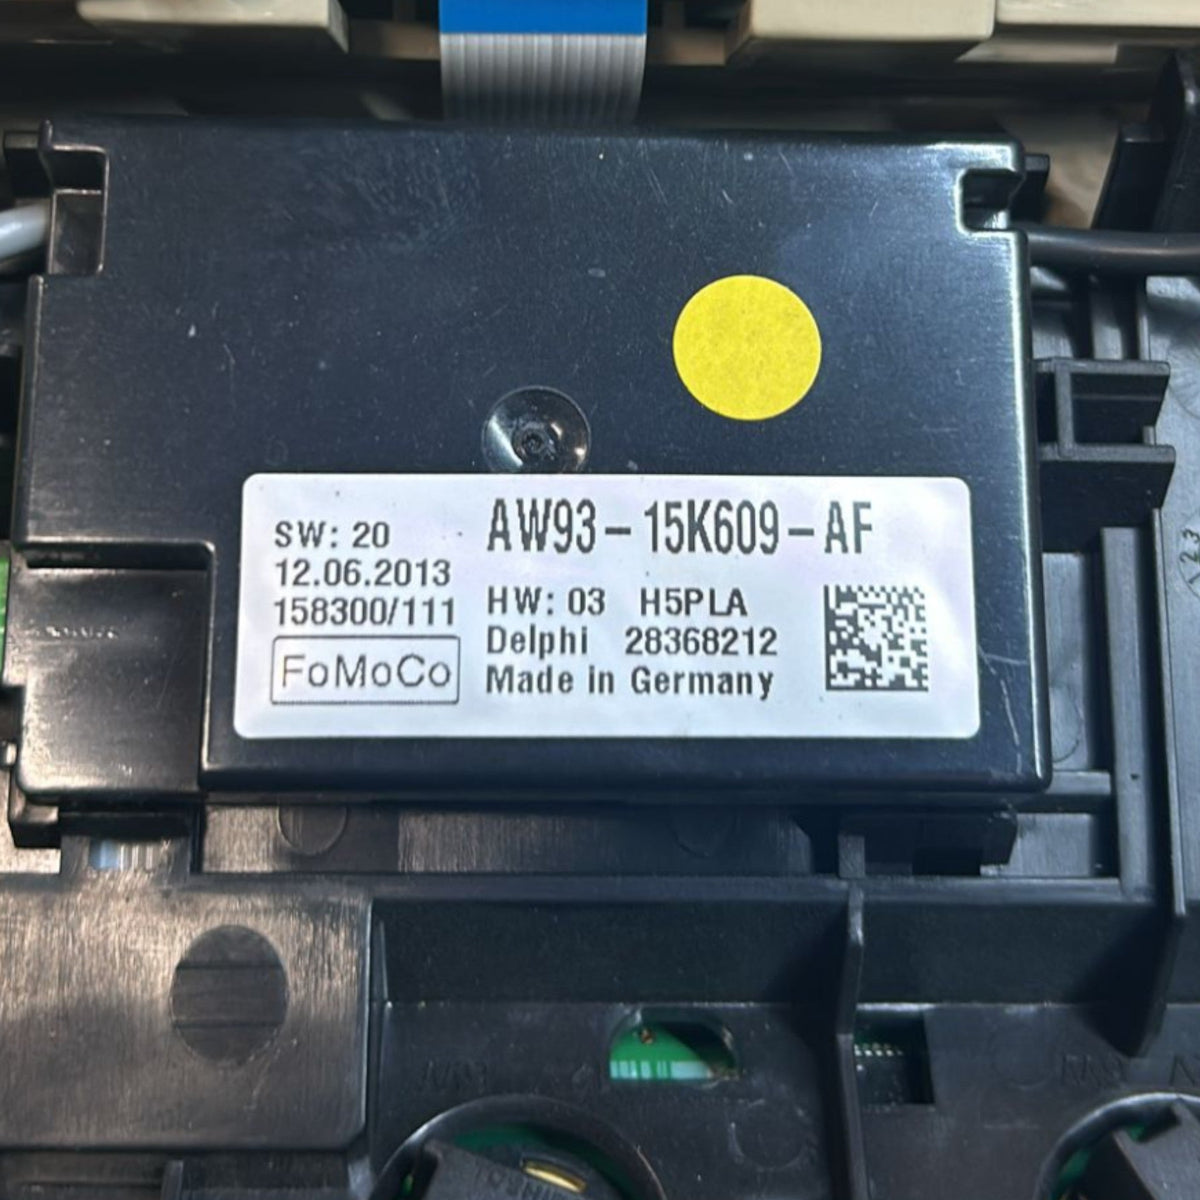 SW: 20
12.06.2013
158300/111
FoMoCo
AW93-15K609-AF
HW: 03 H5PLA
Delphi 28368212
Made in Germany